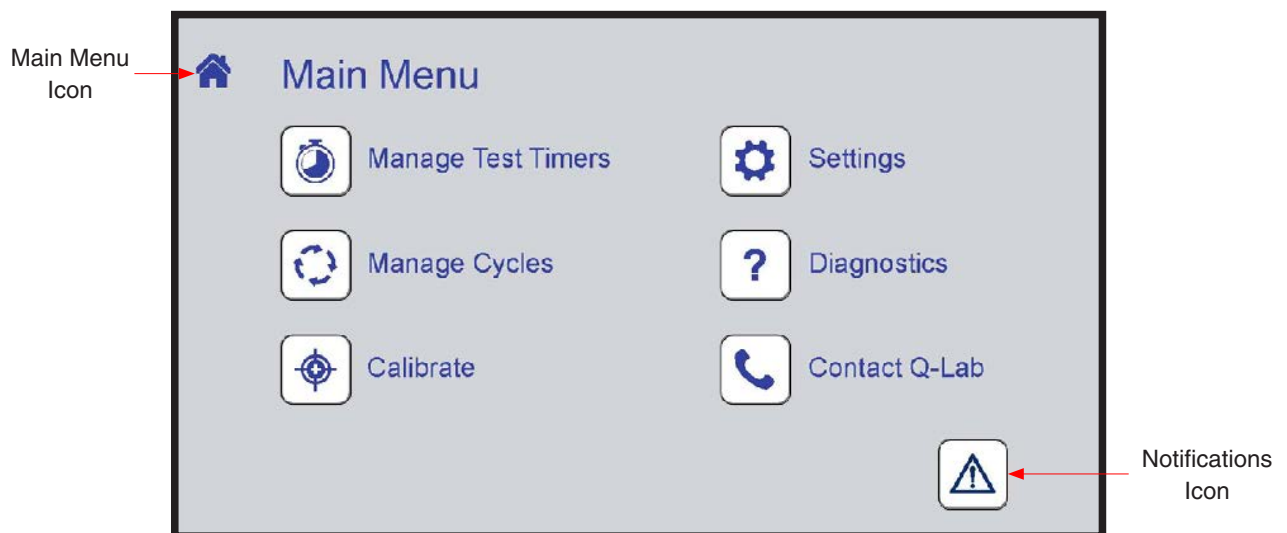 Main Menu
Icon
Main Menu
Manage Test Timers
Settings
Manage Cycles
?
Diagnostics
Calibrate
Contact Q-Lab
Notifications
Icon